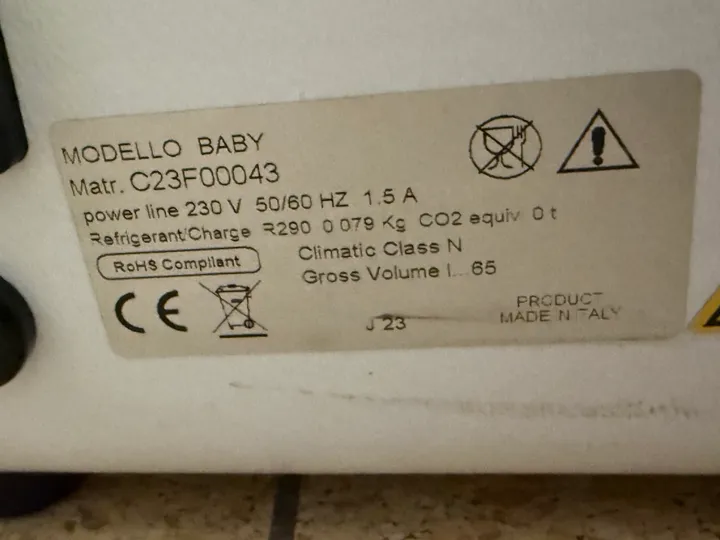 MODELLO BABY
Matr. C23F00043
power line 230 V 50/60 HZ 1.5 A
Refrigerant/Charge R290 0 079 Kg CO2 equiv 0 t
RoHS Compliant
Climatic Class N
Gross Volume l... 65
CE
J 23
PRODUCT
MADE N TALY